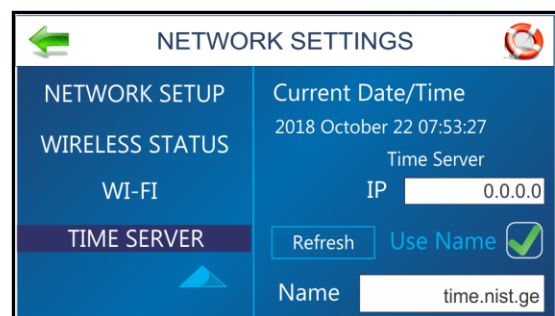 NETWORK SETTINGS
NETWORK SETUP
WIRELESS STATUS
WI-FI
TIME SERVER
Current Date/Time
2018 October 22 07:53:27
Time Server
IP 0.0.0.0
Refresh Use Name
Name time.nist.ge